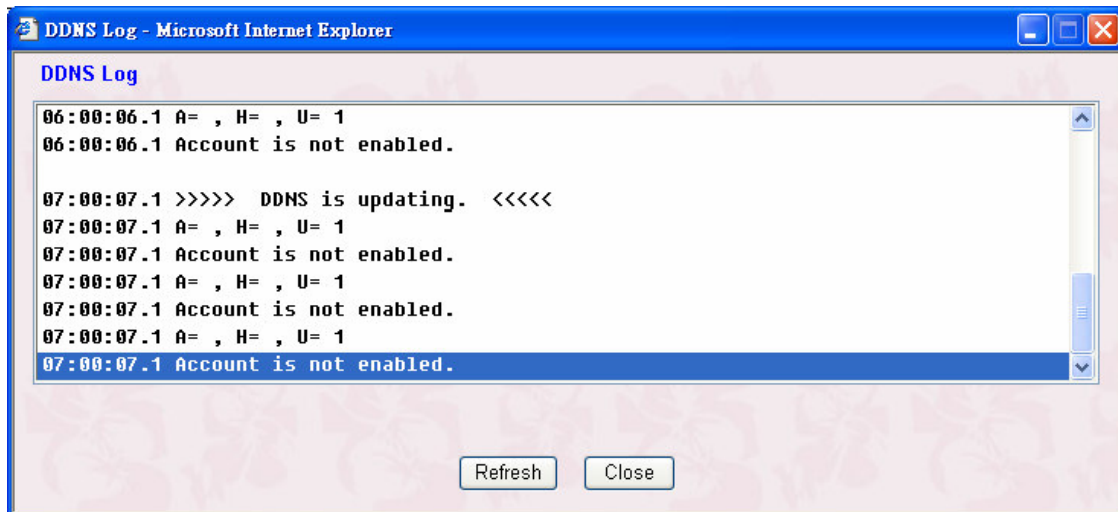 DDNS Log - Microsoft Internet Explorer
DDNS Log
06:00:06.1 A= , H= , U= 1
06:00:06.1 Account is not enabled.
07:00:07.1 >>>>>  DDNS is updating.  <<<<<
07:00:07.1 A= , H= , U= 1
07:00:07.1 Account is not enabled.
07:00:07.1 A= , H= , U= 1
07:00:07.1 Account is not enabled.
07:00:07.1 A= , H= , U= 1
07:00:07.1 Account is not enabled.
Refresh Close